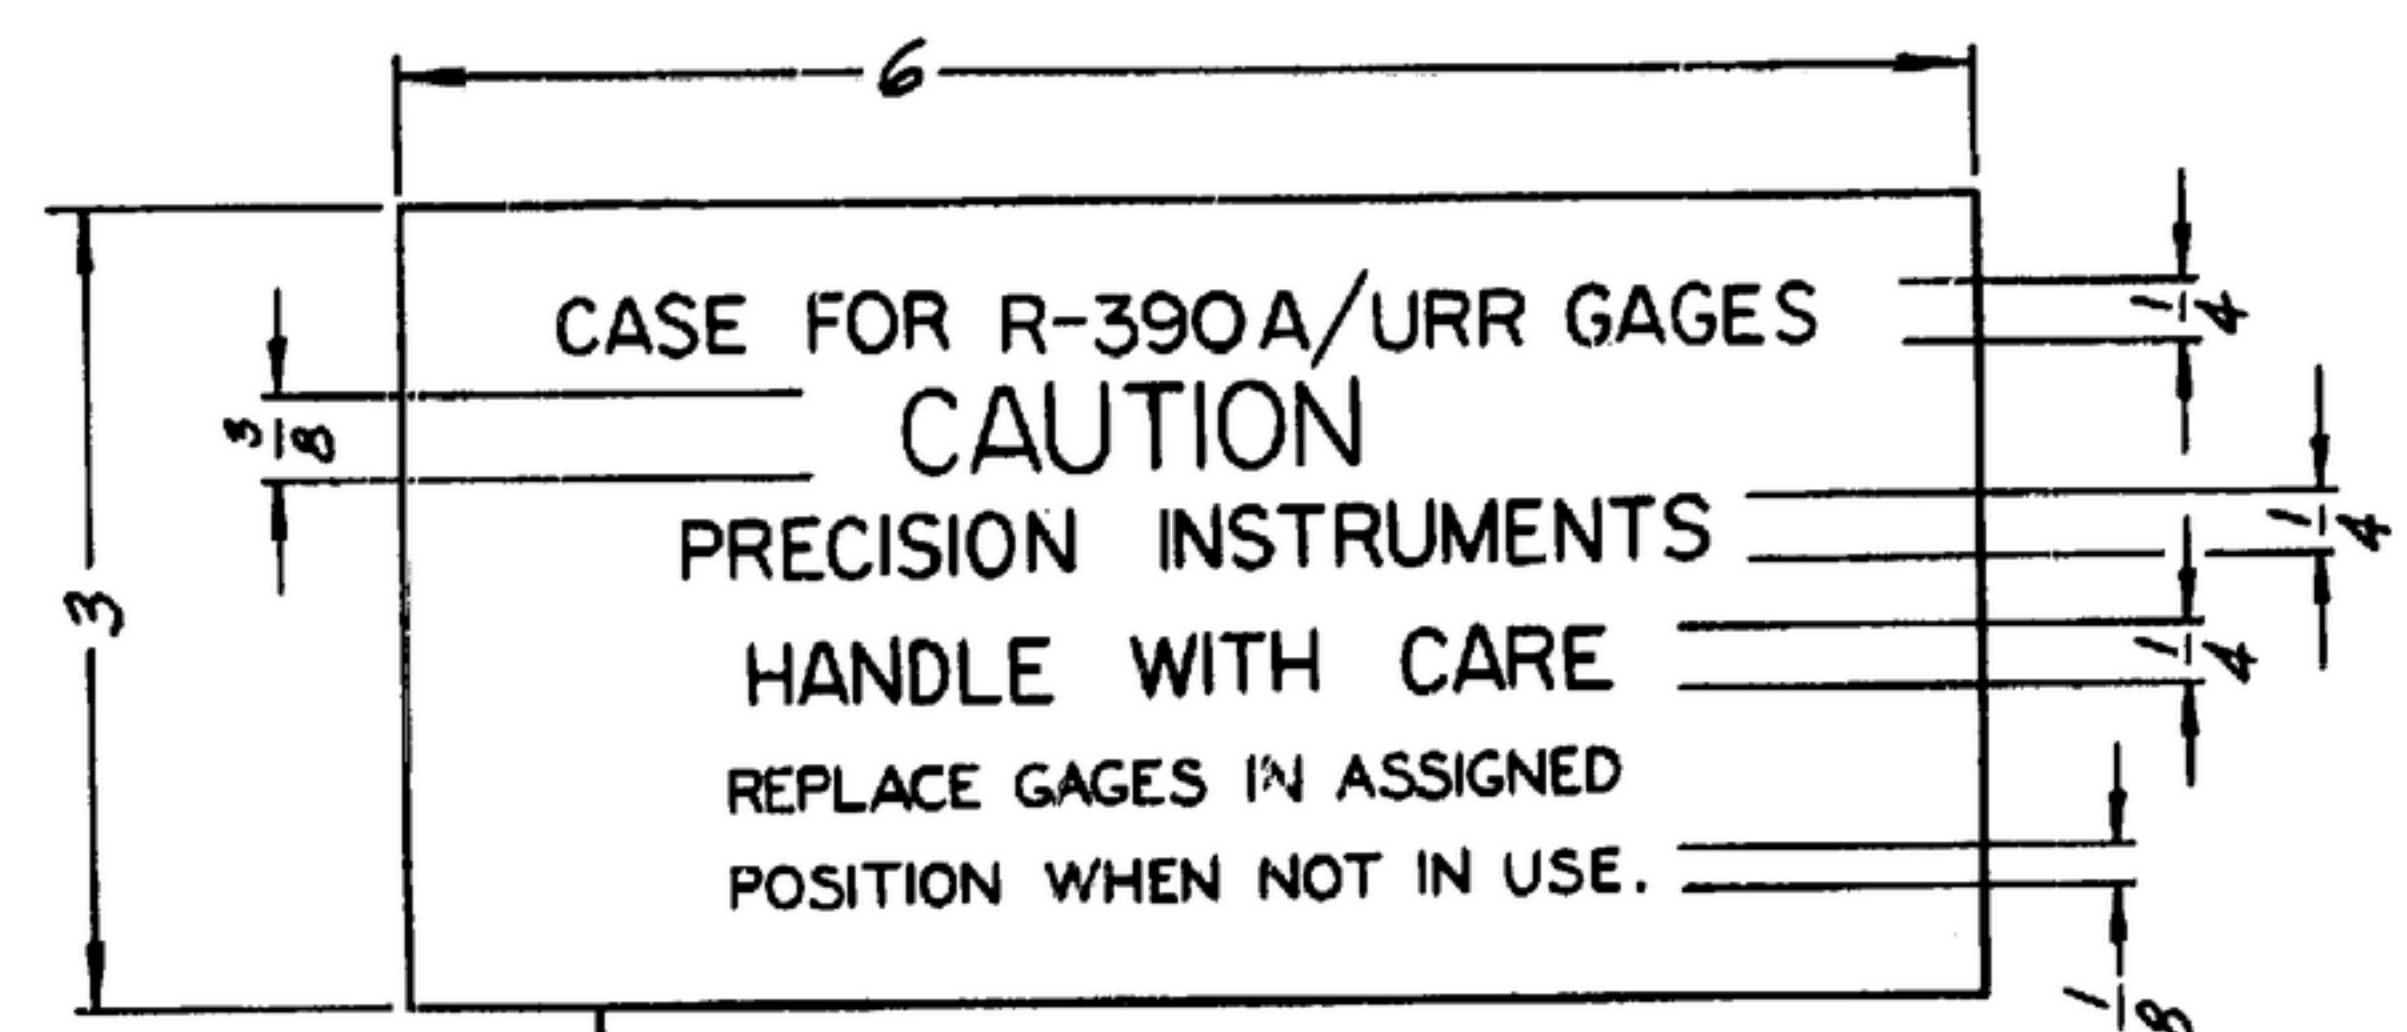 6
CASE FOR R-390A/URR GAGES
1/4
CAUTION
3/8
PRECISION INSTRUMENTS
1/4
3
HANDLE WITH CARE
1/4
REPLACE GAGES IN ASSIGNED
POSITION WHEN NOT IN USE.
1/8